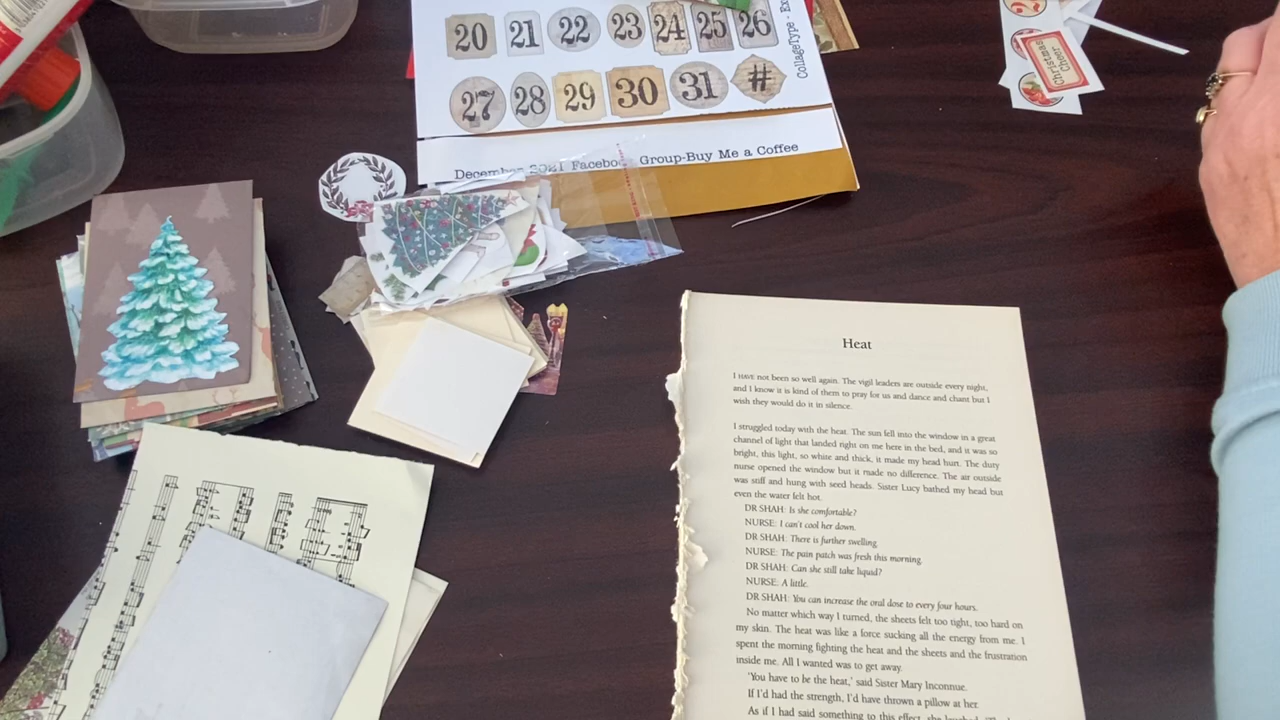 20 21 22 23 24 25 26
CollageType - Ex
27 28 29 30 31 #
December 2021 Facebook Group-Buy Me a Coffee
Christmas
Cheer
Heat
I HAVE not been so well again. The vigil leaders are outside every night,
and I know it is kind of them to pray for us and dance and chant but I
wish they would do it in silence.
I struggled today with the heat. The sun fell into the window in a great
channel of light that landed right on me here in the bed, and it was so
bright, this light, so white and thick, it made my head hurt. The duty
nurse opened the window but it made no difference. The air outside
was still and hung with seed heads. Sister Lucy bathed my head but
even the water felt hot.
DR SHAH: Is she comfortable?
NURSE: I can't cool her down.
DR SHAH: There is further swelling.
NURSE: The pain patch was fresh this morning.
DR SHAH: Can she still take liquid?
NURSE: A little.
DR SHAH: You can increase the oral dose to every four hours.
No matter which way I turned, the sheets felt too tight, too hard on
my skin. The heat was like a force sucking all the energy from me. I
spent the morning fighting the heat and the sheets and the frustration
inside me. All I wanted was to get away.
'You have to be the heat,' said Sister Mary Inconnue.
If I'd had the strength, I'd have thrown a pillow at her.
As if I had said something to this effect, she laughed.